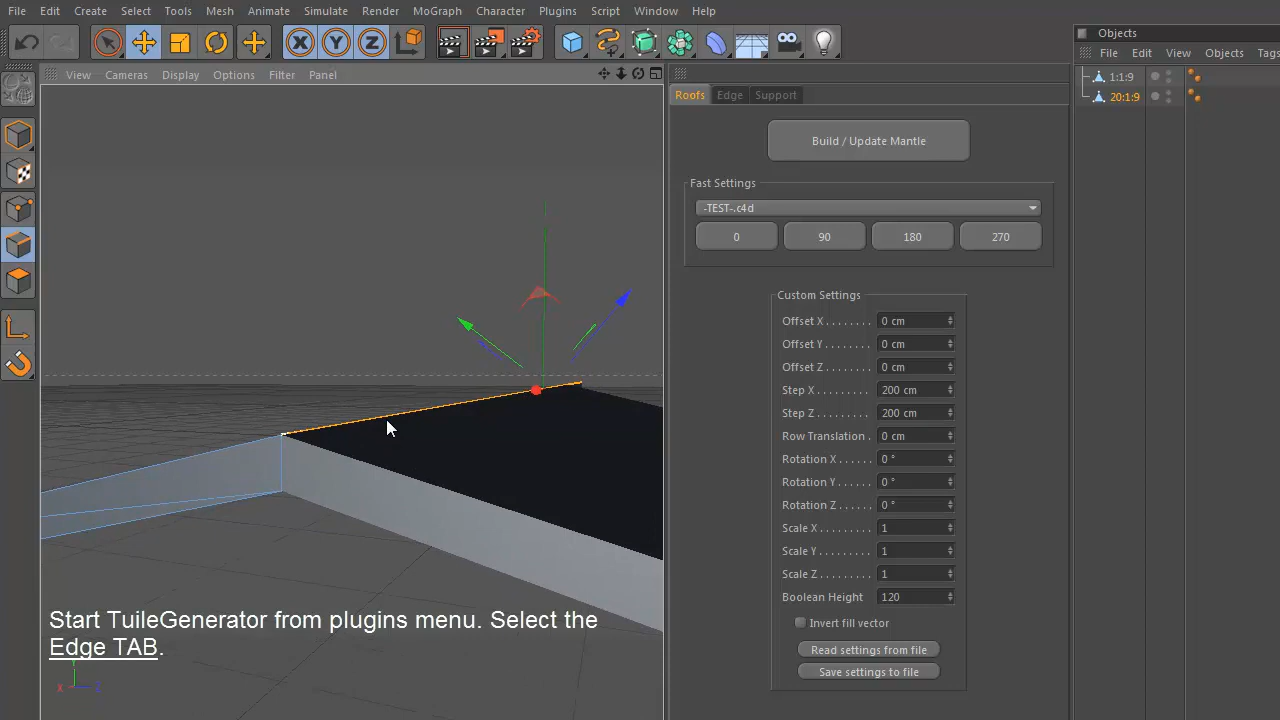 File Edit Create Select Tools Mesh Animate Simulate Render MoGraph Character Plugins Script Window Help
Objects
File Edit View Objects Tags
View Cameras Display Options Filter Panel
1:1:9
20:1:9
Roofs Edge Support
Build / Update Mantle
Fast Settings
-TEST-.c4d
0 90 180 270
Custom Settings
Offset X . . . . . . . . 0 cm
Offset Y . . . . . . . . 0 cm
Offset Z . . . . . . . . 0 cm
Step X . . . . . . . . . 200 cm
Step Z . . . . . . . . . 200 cm
Row Translation . 0 cm
Rotation X . . . . . . 0 °
Rotation Y . . . . . . 0 °
Rotation Z . . . . . . 0 °
Scale X . . . . . . . . . 1
Scale Y . . . . . . . . . 1
Scale Z . . . . . . . . . 1
Boolean Height 120
Invert fill vector
Read settings from file
Save settings to file
Start TuileGenerator from plugins menu. Select the
Edge TAB.
Y
X Z